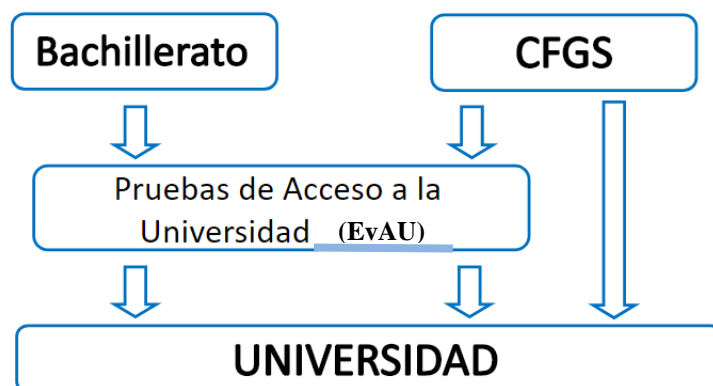 Bachillerato
CFGS
Pruebas de Acceso a la
Universidad (EvAU)
UNIVERSIDAD